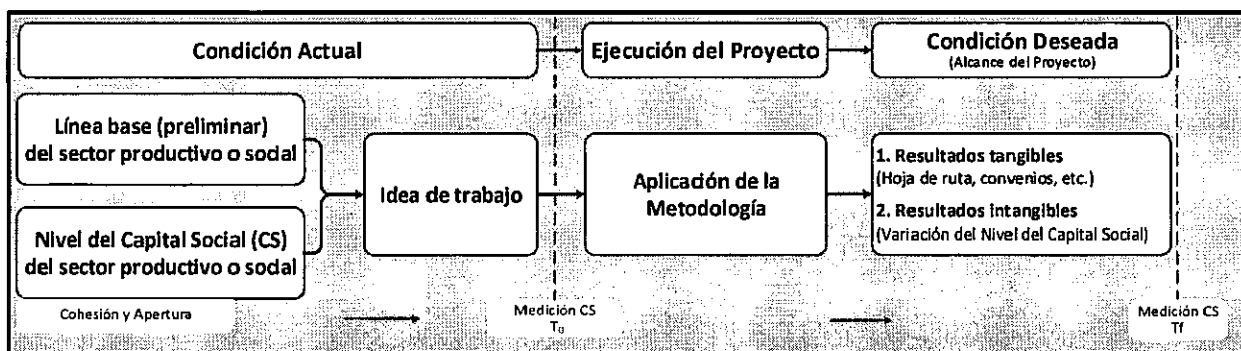 Condición Actual
Ejecución del Proyecto
Condición Deseada
(Alcance del Proyecto)
Línea base (preliminar)
del sector productivo o social
Nivel del Capital Social (CS)
del sector productivo o social
Idea de trabajo
Aplicación de la
Metodología
1. Resultados tangibles
(Hoja de ruta, convenios, etc.)
2. Resultados intangibles
(Variación del Nivel del Capital Social)
Cohesión y Apertura
Medición CS
T₀
Medición CS
Tf